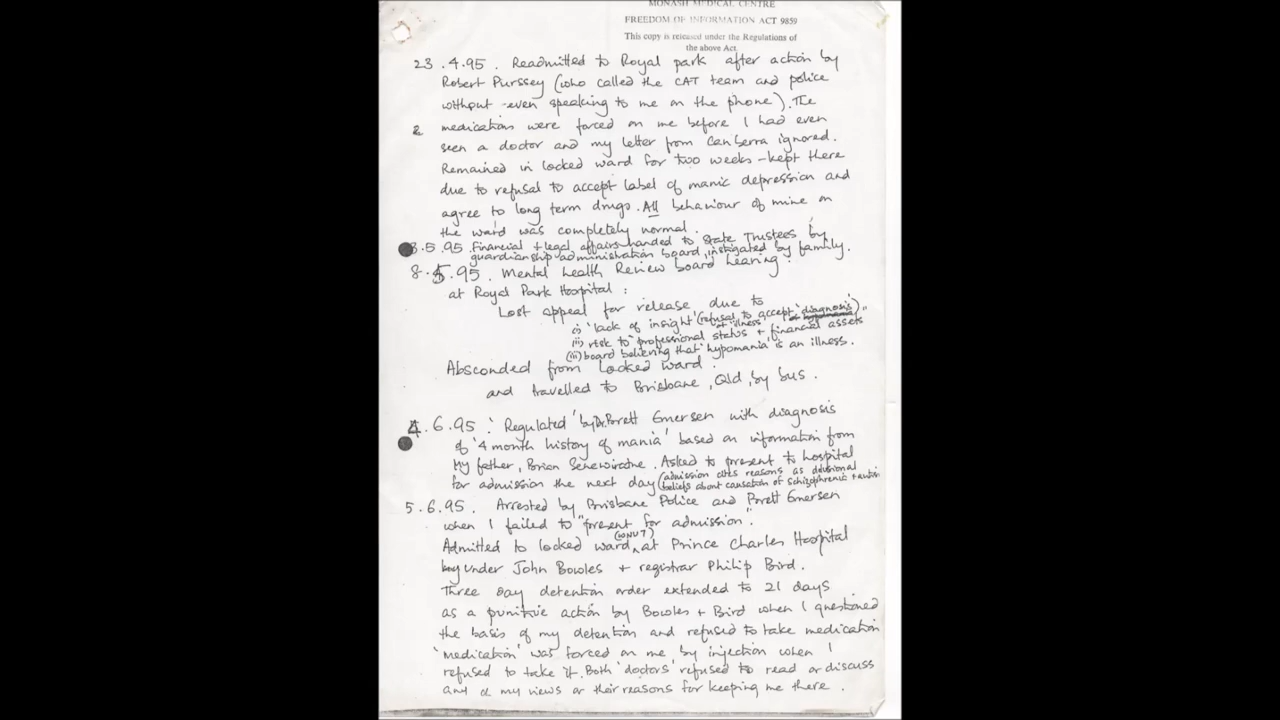 MONASH MEDICAL CENTRE
FREEDOM OF INFORMATION ACT 9859
This copy is released under the Regulations of
the above Act.
23.4.95. Readmitted to Royal park after action by
Robert Purssey (who called the CAT team and police
without even speaking to me on the phone). The
& medications were forced on me before I had even
seen a doctor and my letter from Canberra ignored.
Remained in locked ward for two weeks - kept there
due to refusal to accept label of manic depression and
agree to long term drugs. All behaviour of mine on
the ward was completely normal.
3.5.95 Financial + legal affairs handed to State Trustees by
guardianship administration board, instigated by family.
8.5.95. Mental Health Review board hearing.
at Royal Park Hospital:
Lost appeal for release due to
(i) 'lack of insight' (refusal to accept 'diagnosis'
of 'illness'
(ii) risk to "professional status + financial assets"
(iii) board believing that 'hypomania' is an illness.
Absconded from locked ward.
and travelled to Brisbane, Qld, by bus.
4.6.95. 'Regulated' by Dr. Brett Emersen with diagnosis
of '4 month history of mania' based on information from
my father, Brian Senewiratne. Asked to present to hospital
for admission the next day (admission cites reasons as delusional
beliefs about causation of schizophrenia + autism
5.6.95. Arrested by Brisbane Police and Brett Emersen
when I failed to "present for admission".
(WNU7)
Admitted to locked ward at Prince Charles Hospital
under John Bowles + registrar Philip Bird.
Three day detention order extended to 21 days
as a punitive action by Bowles + Bird when I questioned
the basis of my detention and refused to take medication
'medication' was forced on me by injection when I
refused to take it. Both 'doctors' refused to read or discuss
any of my views or their reasons for keeping me there.